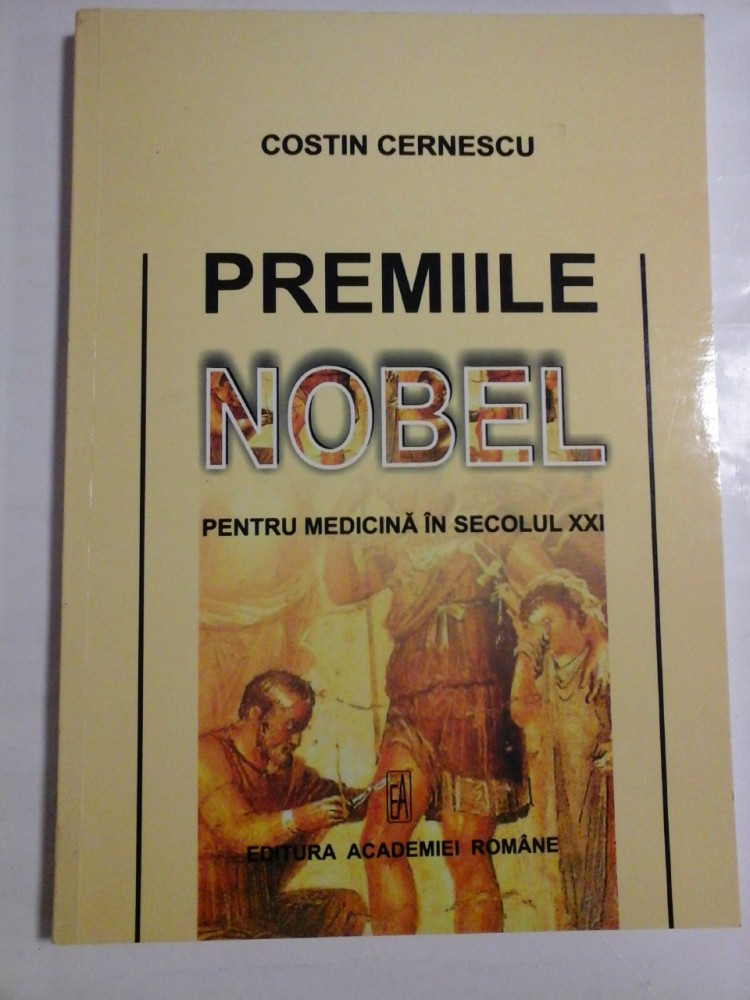 COSTIN CERNESCU
PREMIILE
NOBEL
PENTRU MEDICINĂ ÎN SECOLUL XXI
EA
EDITURA ACADEMIEI ROMÂNE